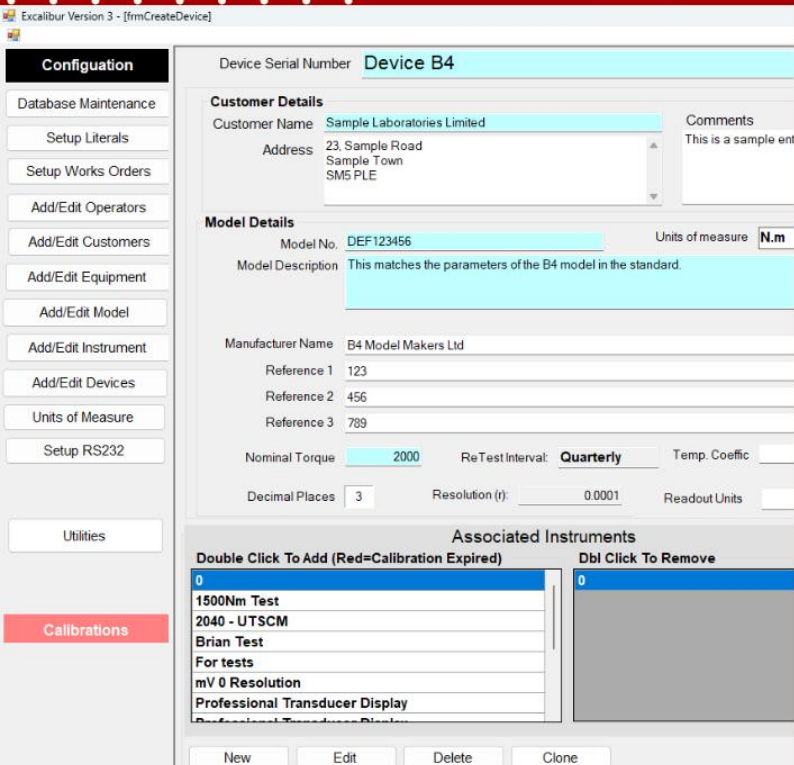 Excalibur Version 3 - [frmCreateDevice]
Configuation
Database Maintenance
Setup Literals
Setup Works Orders
Add/Edit Operators
Add/Edit Customers
Add/Edit Equipment
Add/Edit Model
Add/Edit Instrument
Add/Edit Devices
Units of Measure
Setup RS232
Utilities
Calibrations
Device Serial Number Device B4
Customer Details
Customer Name Sample Laboratories Limited
Address 23, Sample Road
Sample Town
SM5 PLE
Comments
This is a sample ent
Model Details
Model No. DEF123456 Units of measure N.m
Model Description This matches the parameters of the B4 model in the standard.
Manufacturer Name B4 Model Makers Ltd
Reference 1 123
Reference 2 456
Reference 3 789
Nominal Torque 2000 ReTest Interval: Quarterly Temp. Coeffic
Decimal Places 3 Resolution (r): 0.0001 Readout Units
Associated Instruments
Double Click To Add (Red=Calibration Expired) Dbl Click To Remove
0 0
1500Nm Test
2040 - UTSCM
Brian Test
For tests
mV 0 Resolution
Professional Transducer Display
Professional Transducer Display
New Edit Delete Clone